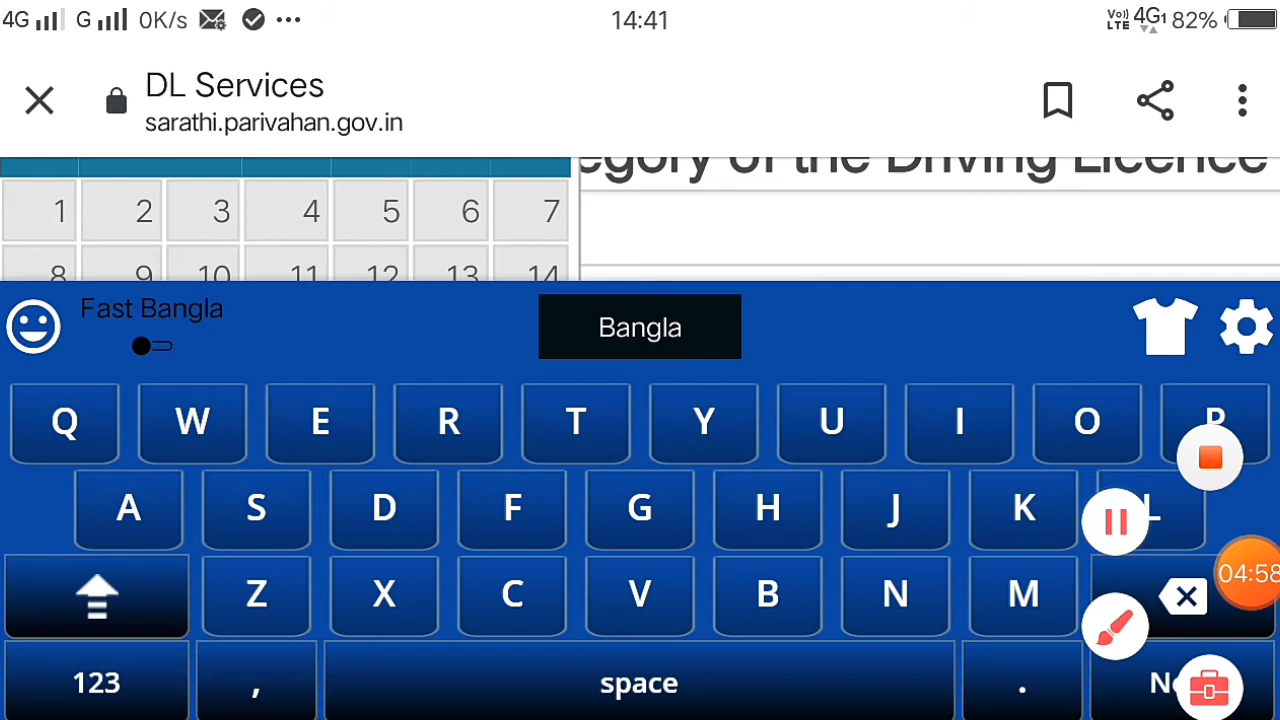 4G G 0K/s 14:41 Vo) LTE 4G1 82%
DL Services
sarathi.parivahan.gov.in
egory of the Driving Licence
1 2 3 4 5 6 7
8 9 10 11 12 13 14
Fast Bangla
Bangla
Q W E R T Y U I O P
A S D F G H J K L
04:58
Z X C V B N M
123 , space .